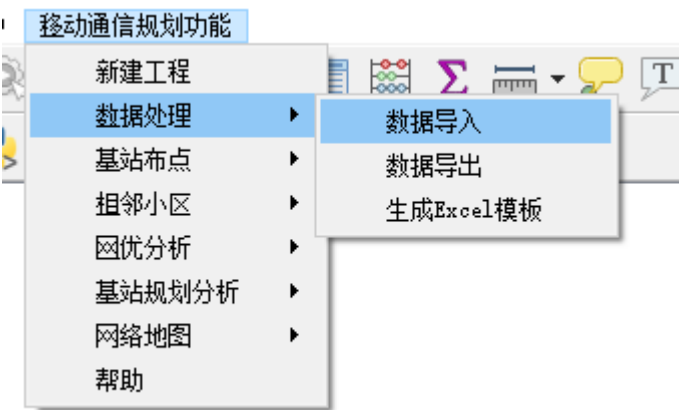 移动通信规划功能
新建工程
数据处理
数据导入
基站布点
数据导出
相邻小区
生成Excel模板
网优分析
基站规划分析
网络地图
帮助
T